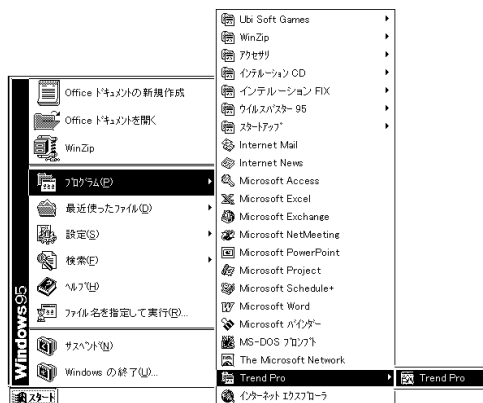 Office ﾄﾞｷｭﾒﾝﾄの新規作成
Office ﾄﾞｷｭﾒﾝﾄを開く
WinZip
ﾌﾟﾛｸﾞﾗﾑ(P)
最近使ったﾌｧｲﾙ(D)
設定(S)
検索(F)
ﾍﾙﾌﾟ(H)
ﾌｧｲﾙ名を指定して実行(R)...
ｻｽﾍﾟﾝﾄﾞ(N)
Windows の終了(U)...
Windows95
ｽﾀｰﾄ
Ubi Soft Games
WinZip
ｱｸｾｻﾘ
ｲﾝﾃﾙﾚｰｼｮﾝ CD
インテルーション FIX
ｳｲﾙｽﾊﾞｽﾀｰ 95
ｽﾀｰﾄｱｯﾌﾟ
Internet Mail
Internet News
Microsoft Access
Microsoft Excel
Microsoft Exchange
Microsoft NetMeeting
Microsoft PowerPoint
Microsoft Project
Microsoft Schedule+
Microsoft Word
Microsoft ﾊﾞｲﾝﾀﾞｰ
MS-DOS ﾌﾟﾛﾝﾌﾟﾄ
The Microsoft Network
Trend Pro
ｲﾝﾀｰﾈｯﾄ ｴｸｽﾌﾟﾛｰﾗ
Trend Pro